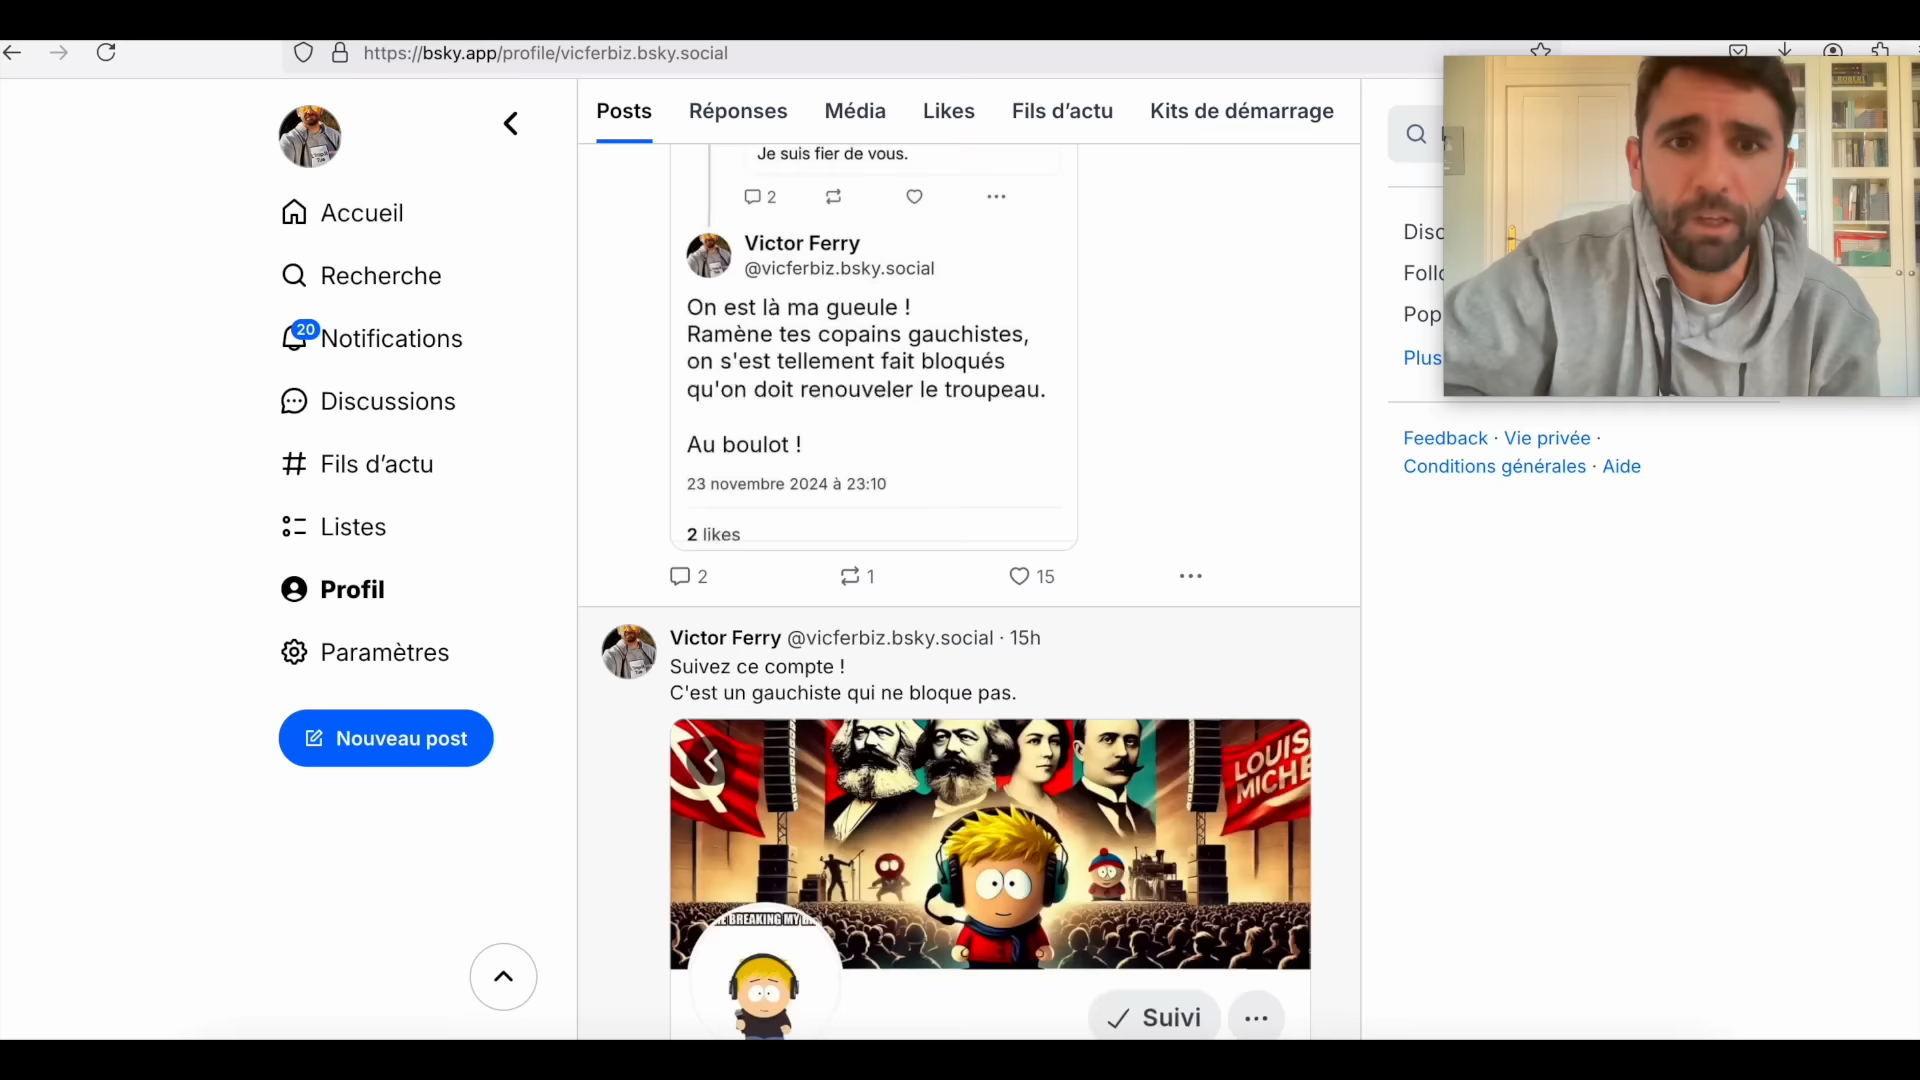 https://bsky.app/profile/vicferbiz.bsky.social
Accueil
Recherche
20
Notifications
Discussions
Fils d’actu
Listes
Profil
Paramètres
Nouveau post
Posts
Réponses
Média
Likes
Fils d’actu
Kits de démarrage
Je suis fier de vous.
2
Victor Ferry
@vicferbiz.bsky.social
On est là ma gueule !
Ramène tes copains gauchistes,
on s'est tellement fait bloqués
qu'on doit renouveler le troupeau.
Au boulot !
23 novembre 2024 à 23:10
2 likes
2
1
15
Victor Ferry @vicferbiz.bsky.social · 15h
Suivez ce compte !
C'est un gauchiste qui ne bloque pas.
LOUIS
MICHE
BREAKING MY
Suivi
Disc
Follo
Pop
Plus
Feedback · Vie privée ·
Conditions générales · Aide